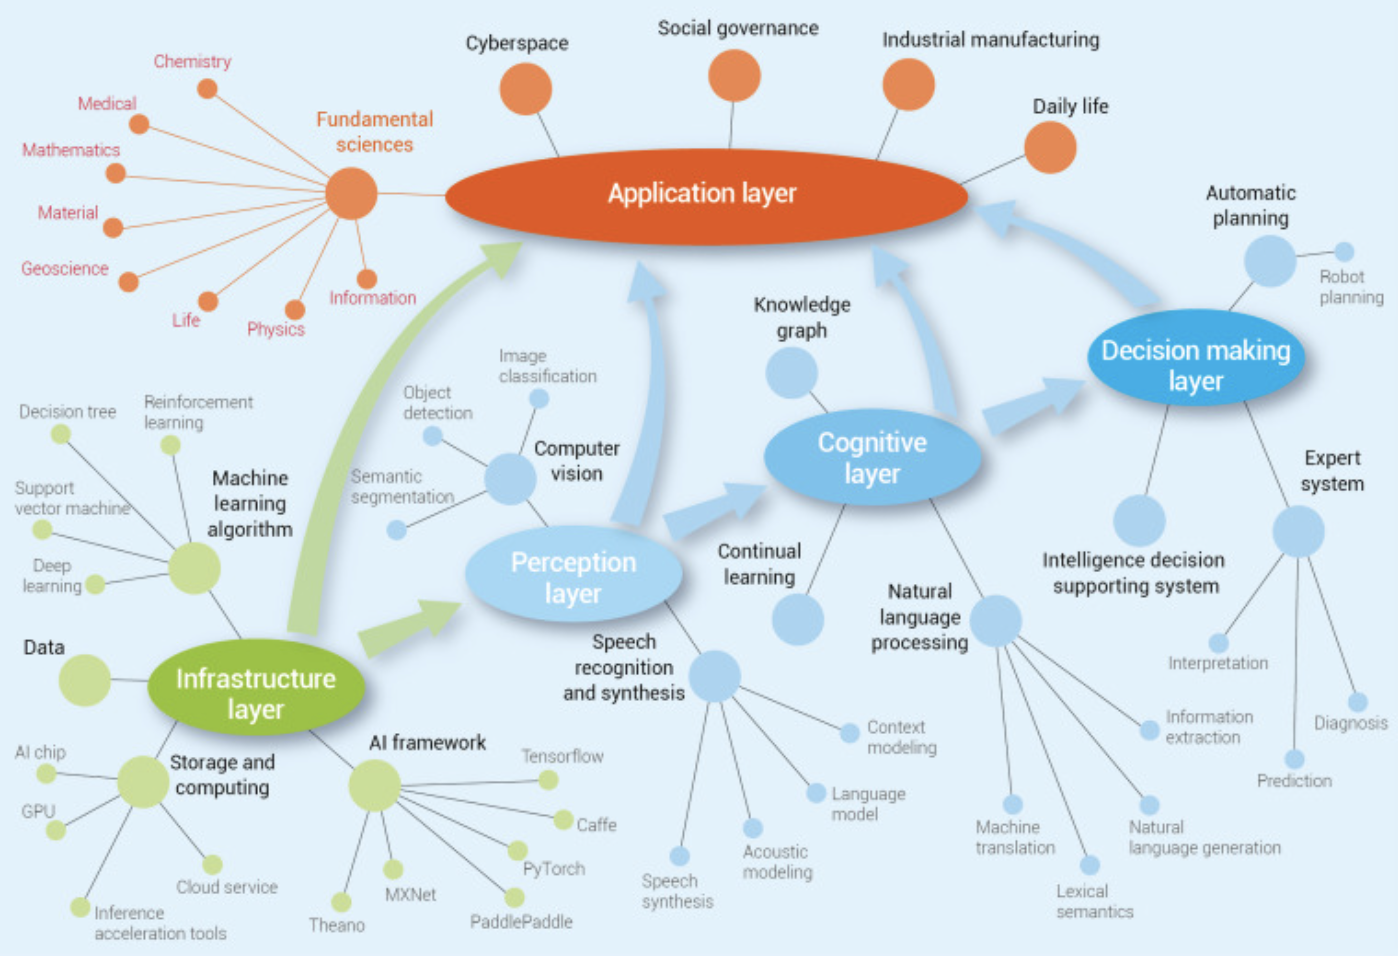 Cyberspace
Social governance
Industrial manufacturing
Daily life
Chemistry
Medical
Mathematics
Material
Geoscience
Life
Physics
Information
Fundamental
sciences
Application layer
Automatic
planning
Robot
planning
Decision making
layer
Knowledge
graph
Cognitive
layer
Image
classification
Object
detection
Semantic
segmentation
Computer
vision
Perception
layer
Decision tree
Reinforcement
learning
Support
vector machine
Deep
learning
Machine
learning
algorithm
Data
Infrastructure
layer
Continual
learning
Natural
language
processing
Intelligence decision
supporting system
Expert
system
Interpretation
Prediction
Diagnosis
Speech
recognition
and synthesis
Context
modeling
Language
model
Acoustic
modeling
Speech
synthesis
Information
extraction
Natural
language generation
Machine
translation
Lexical
semantics
AI chip
GPU
Storage and
computing
Cloud service
Inference
acceleration tools
AI framework
Tensorflow
Caffe
PyTorch
PaddlePaddle
MXNet
Theano